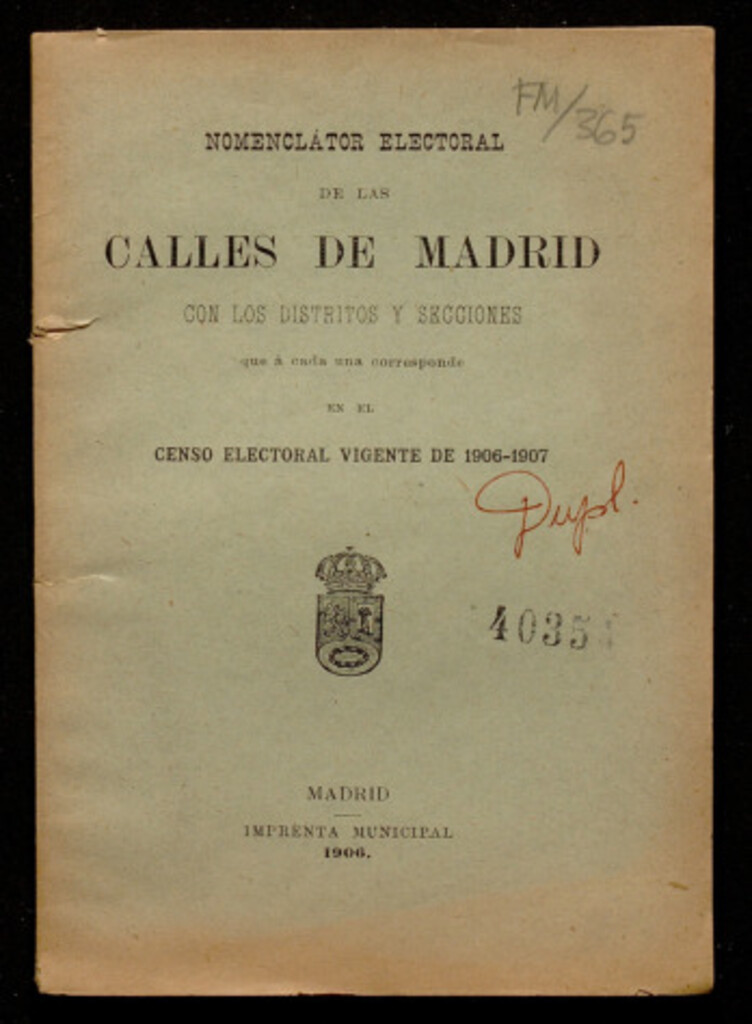 FM/365
NOMENCLÁTOR ELECTORAL
DE LAS
CALLES DE MADRID
CON LOS DISTRITOS Y SECCIONES
que á cada una corresponde
EN EL
CENSO ELECTORAL VIGENTE DE 1906-1907
Dupl.
4035
MADRID
IMPRENTA MUNICIPAL
1906.